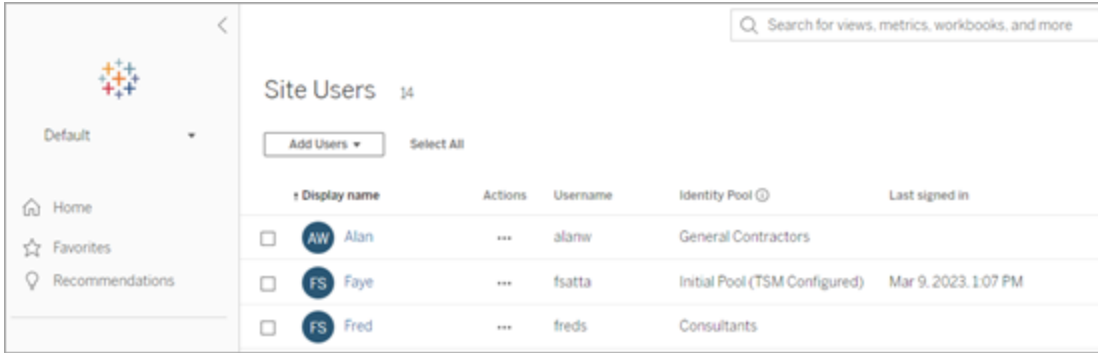 Search for views, metrics, workbooks, and more
Site Users 14
Default
Add Users Select All
Display name Actions Username Identity Pool Last signed in
Home
AW Alan ... alanw General Contractors
Favorites
Recommendations
FS Faye ... fsatta Initial Pool (TSM Configured) Mar 9, 2023, 1:07 PM
FS Fred ... freds Consultants